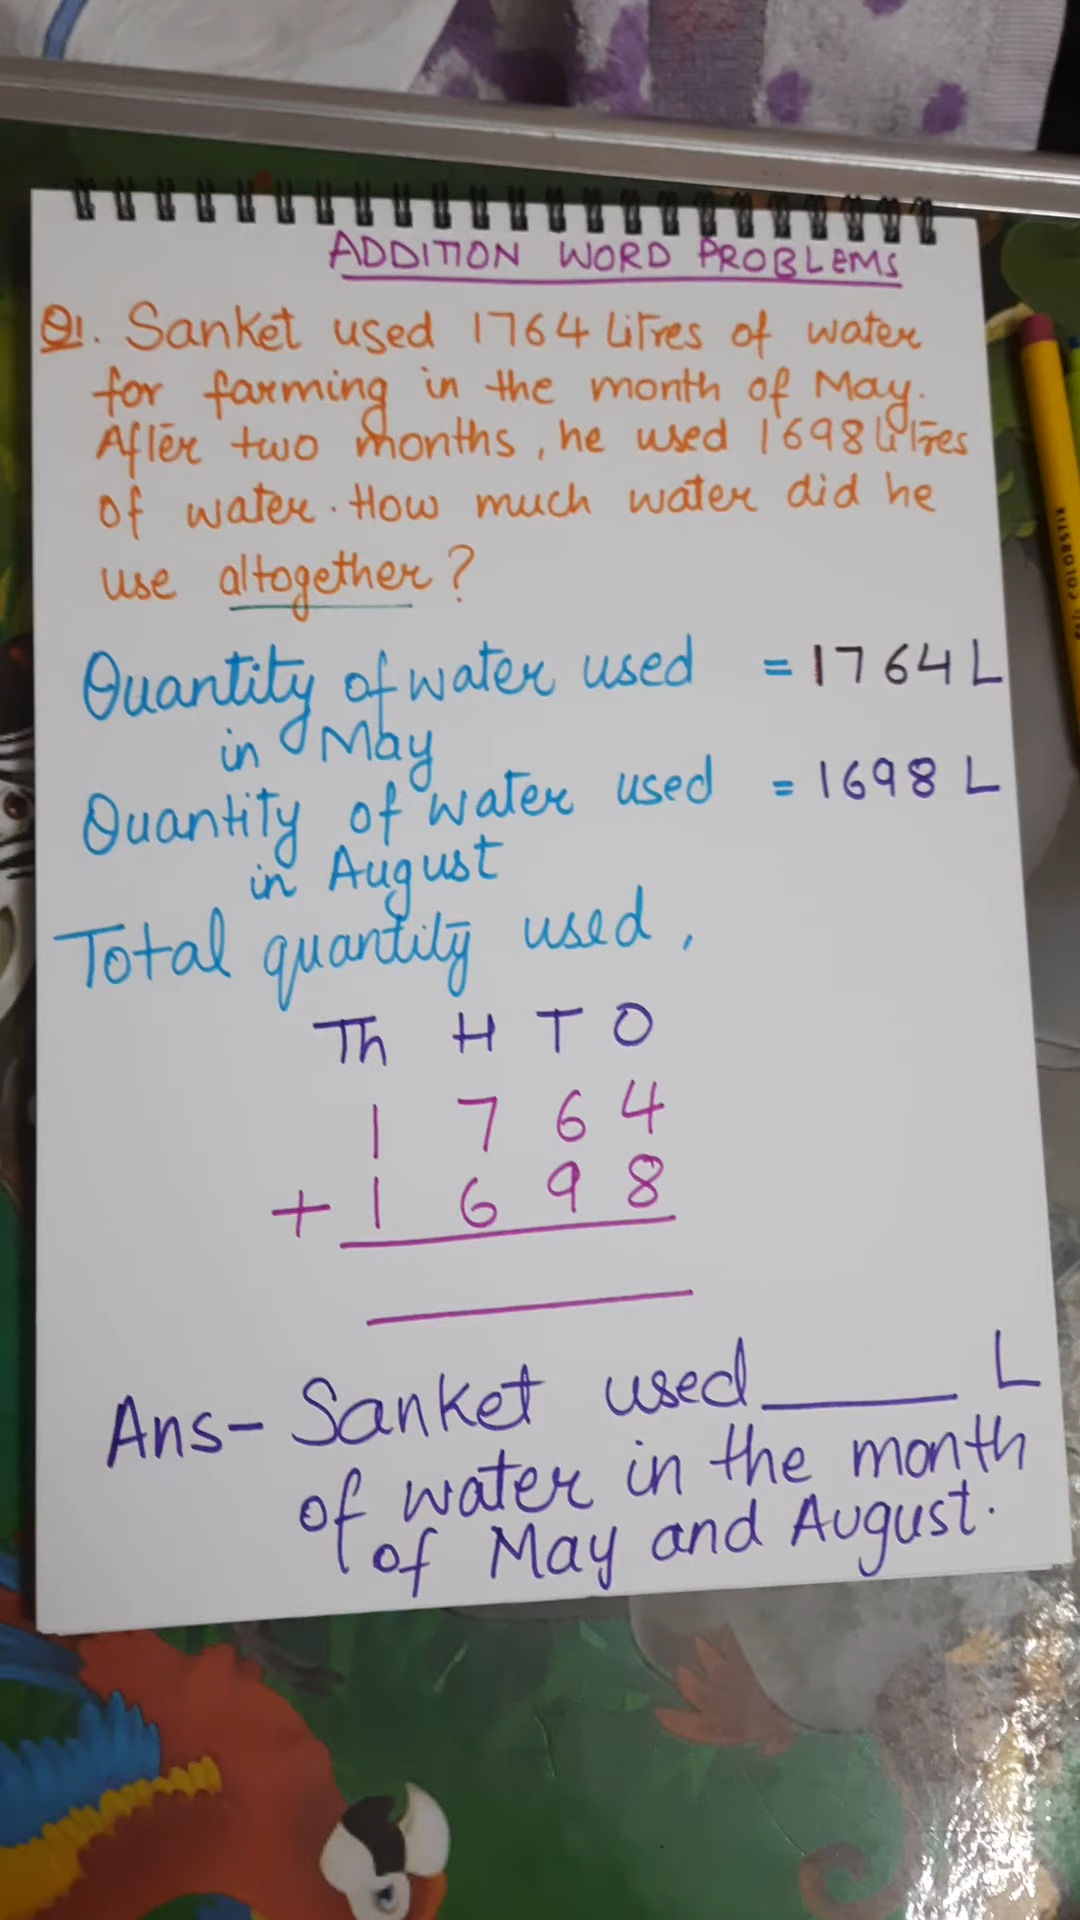 ADDITION WORD PROBLEMS
Q1. Sanket used 1764 Litres of water
for farming in the month of May.
After two months, he used 1698 Litres
of water. How much water did he
use altogether?
Quantity of water used = 1764 L
in May
Quantity of water used = 1698 L
in August
Total quantity used,
Th H T O
1 7 6 4
+ 1 6 9 8
Ans- Sanket used_____ L
of water in the month
of May and August.
COLORSTIX